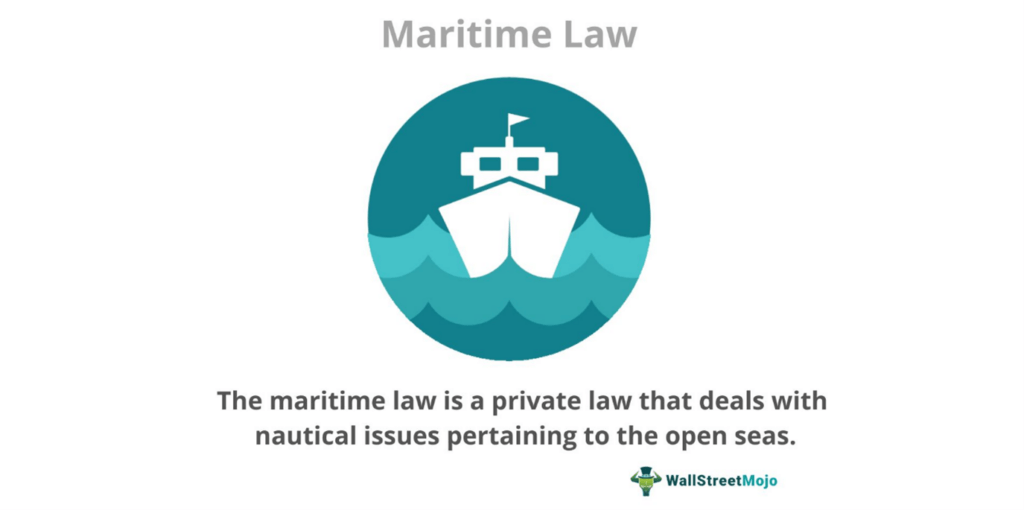 Maritime Law
The maritime law is a private law that deals with
nautical issues pertaining to the open seas.
WallStreetMojo